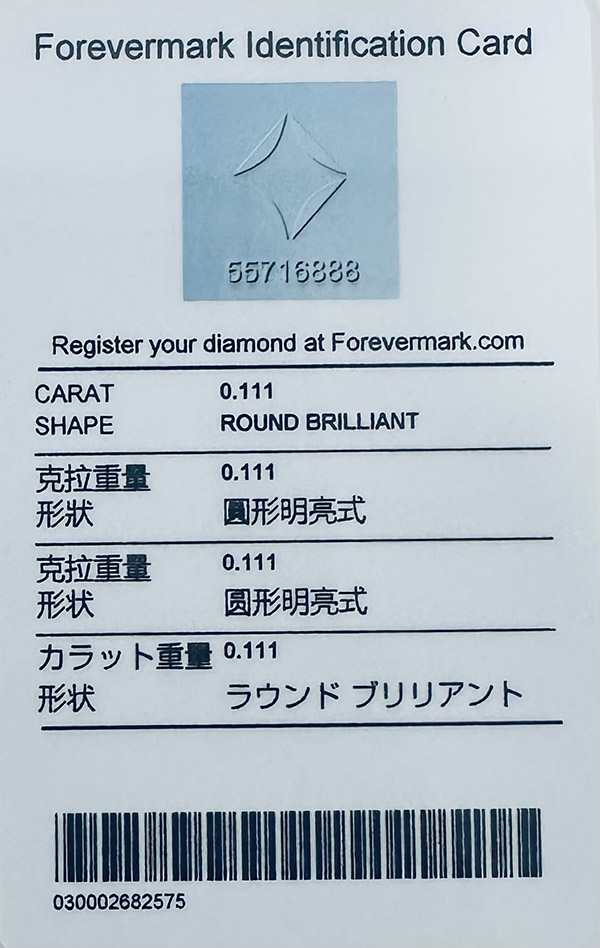 Forevermark Identification Card
55716888
Register your diamond at Forevermark.com
CARAT 0.111
SHAPE ROUND BRILLIANT
克拉重量 0.111
形狀 圓形明亮式
克拉重量 0.111
形状 圆形明亮式
カラット重量 0.111
形状 ラウンド ブリリアント
030002682575